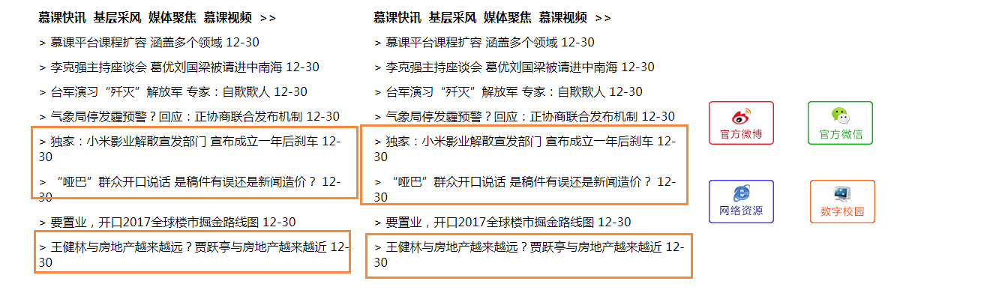 慕课快讯 基层采风 媒体聚焦 慕课视频 >>
> 慕课平台课程扩容 涵盖多个领域 12-30
> 李克强主持座谈会 葛优刘国梁被请进中南海 12-30
> 台军演习“歼灭”解放军 专家：自欺欺人 12-30
> 气象局停发霾预警？回应：正协商联合发布机制 12-30
> 独家：小米影业解散宣发部门 宣布成立一年后刹车 12-
30
> “哑巴”群众开口说话 是稿件有误还是新闻造价？ 12-
30
> 要置业，开口2017全球楼市掘金路线图 12-30
> 王健林与房地产越来越远？贾跃亭与房地产越来越近 12-
30
慕课快讯 基层采风 媒体聚焦 慕课视频 >>
> 慕课平台课程扩容 涵盖多个领域 12-30
> 李克强主持座谈会 葛优刘国梁被请进中南海 12-30
> 台军演习“歼灭”解放军 专家：自欺欺人 12-30
> 气象局停发霾预警？回应：正协商联合发布机制 12-30
> 独家：小米影业解散宣发部门 宣布成立一年后刹车 12-
30
> “哑巴”群众开口说话 是稿件有误还是新闻造价？ 12-
30
> 要置业，开口2017全球楼市掘金路线图 12-30
> 王健林与房地产越来越远？贾跃亭与房地产越来越近 12-
30
官方微博
官方微信
网络资源
数字校园